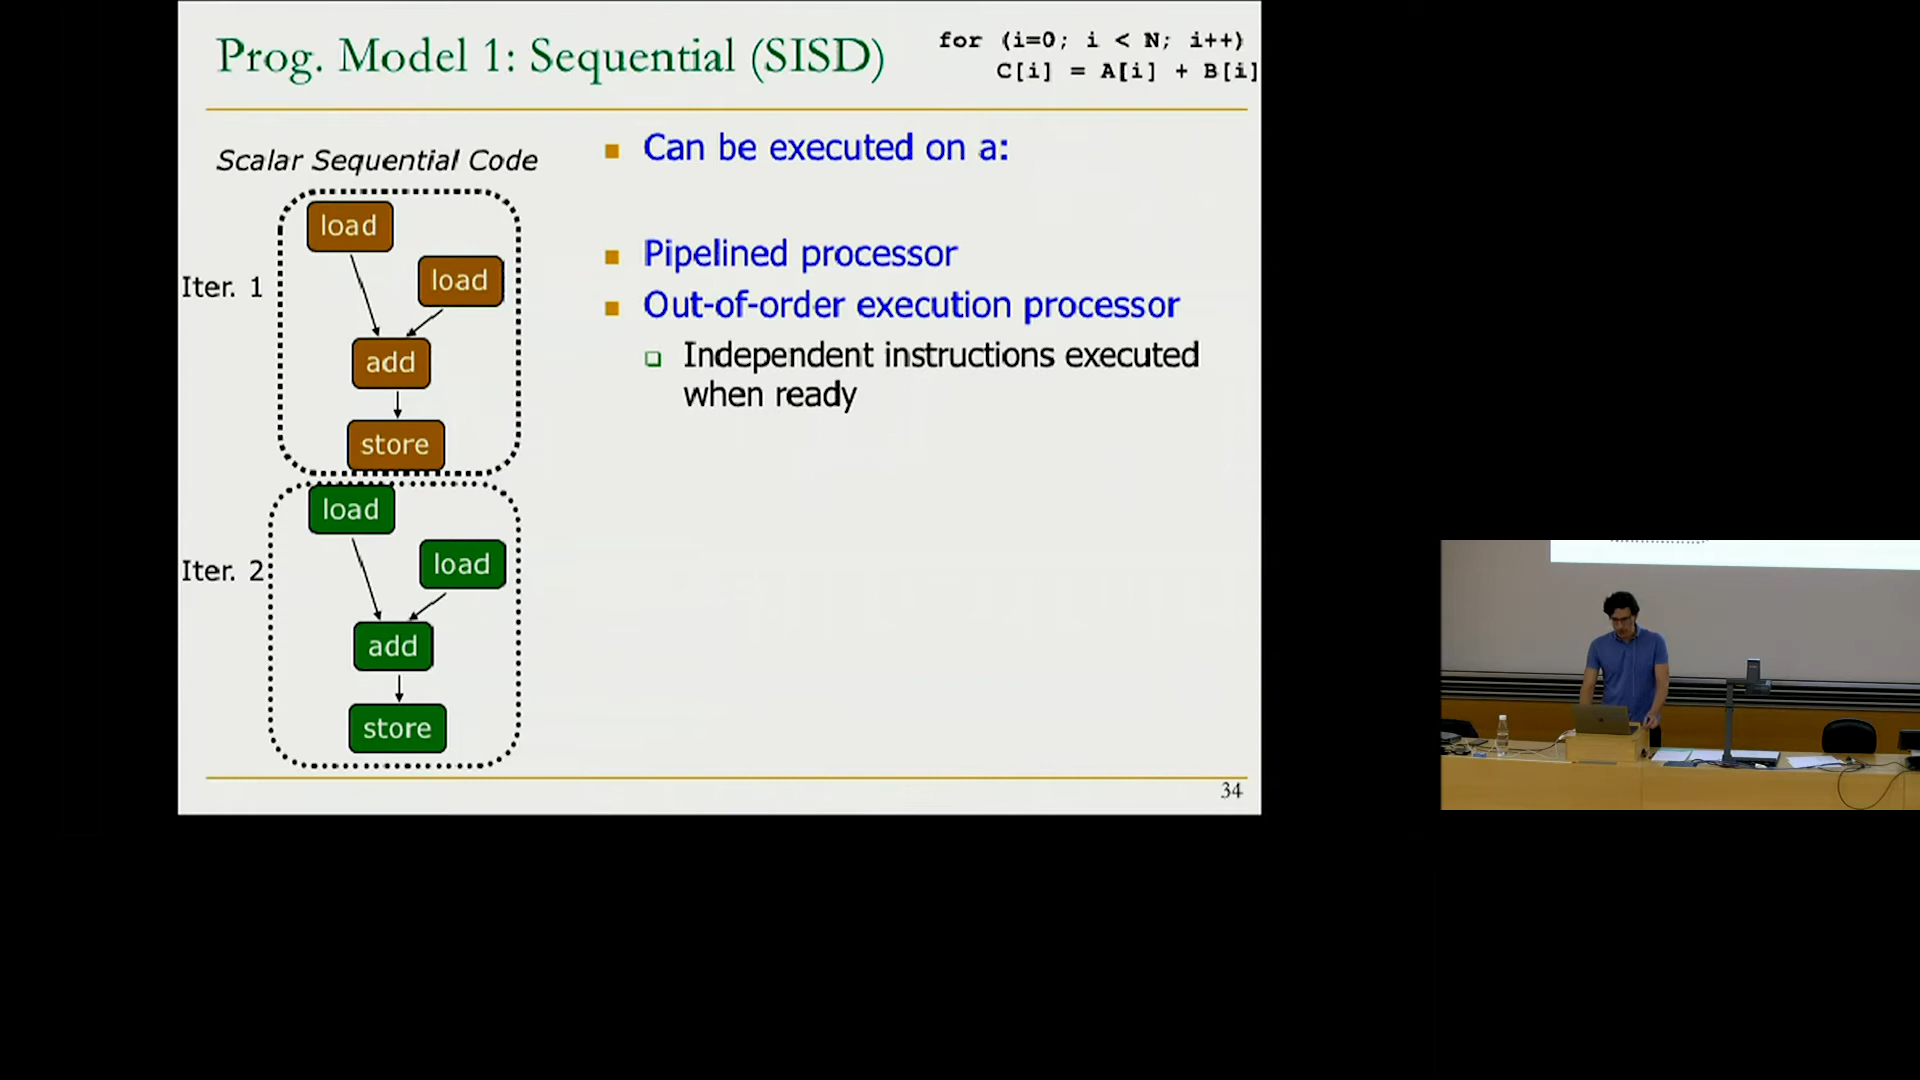 Prog. Model 1: Sequential (SISD)
for (i=0; i < N; i++)
C[i] = A[i] + B[i]
Scalar Sequential Code
Iter. 1
load
load
add
store
Iter. 2
load
load
add
store
Can be executed on a:
Pipelined processor
Out-of-order execution processor
Independent instructions executed
when ready
34